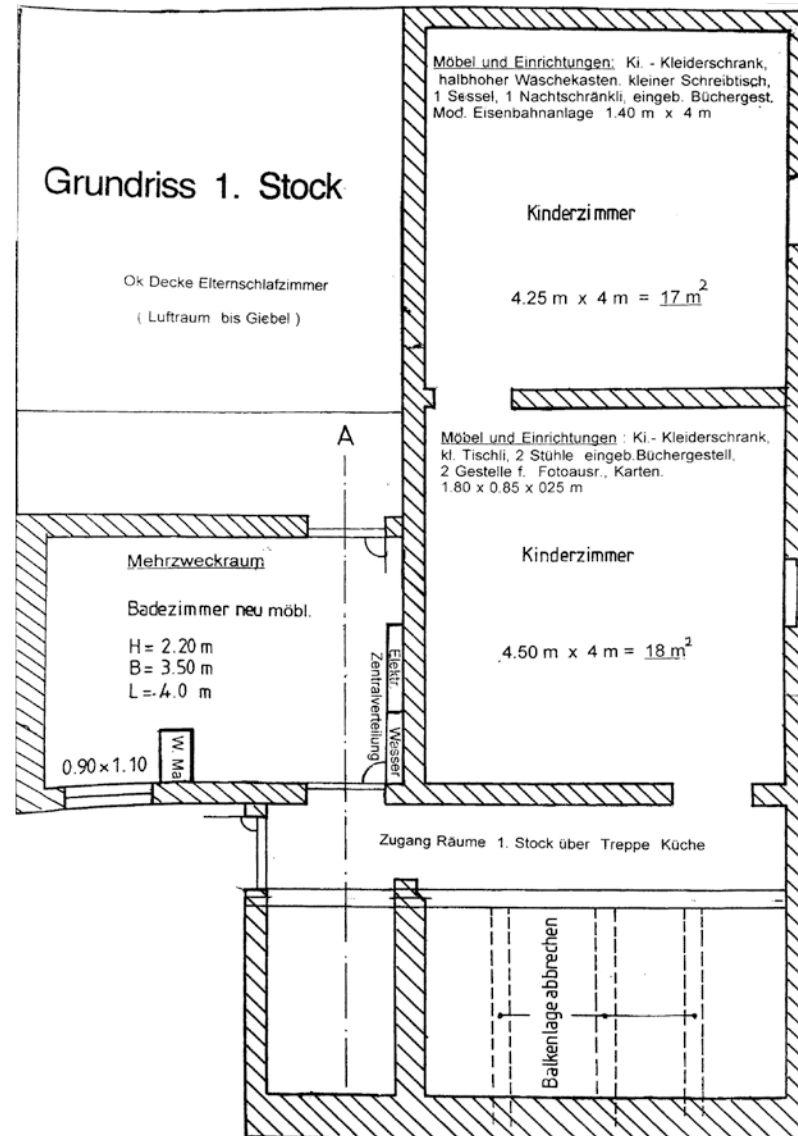 Möbel und Einrichtungen: Ki. - Kleiderschrank,
halbhoher Wäschekasten. kleiner Schreibtisch,
1 Sessel, 1 Nachtschränkli, eingeb. Büchergest.
Mod. Eisenbahnanlage 1.40 m x 4 m
Grundriss 1. Stock
Kinderzimmer
Ok Decke Elternschlafzimmer
( Luftraum bis Giebel )
4.25 m x 4 m = 17 m²
A
Möbel und Einrichtungen : Ki.- Kleiderschrank,
kl. Tischli, 2 Stühle eingeb.Büchergestell,
2 Gestelle f. Fotoausr., Karten.
1.80 x 0.85 x 025 m
Mehrzweckraum
Kinderzimmer
Badezimmer neu möbl.
H = 2.20 m
B = 3.50 m
L =. 4.0 m
4.50 m x 4 m = 18 m²
Elektr.
Zentralverteilung
Wasser
W. Ma
0.90 × 1.10
Zugang Räume 1. Stock über Treppe Küche
Balkenlage abbrechen